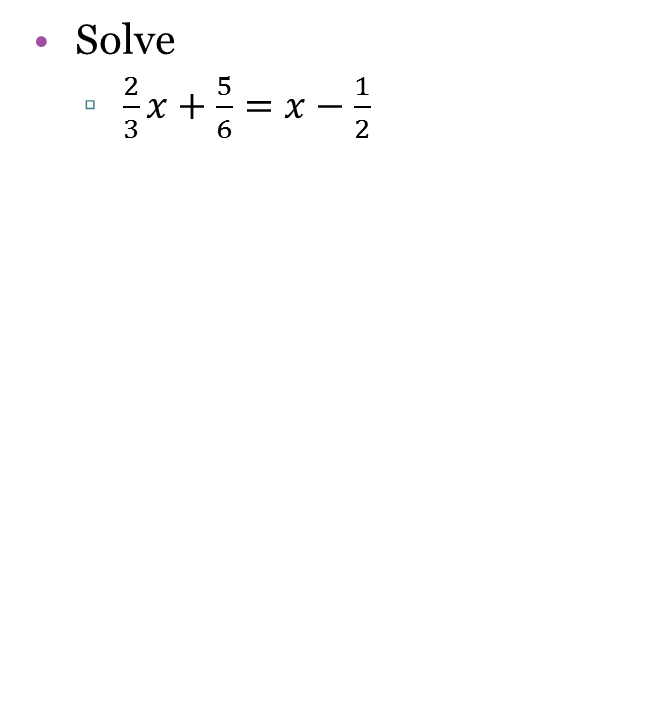 • Solve
▫ 2/3 𝑥 + 5/6 = 𝑥 − 1/2